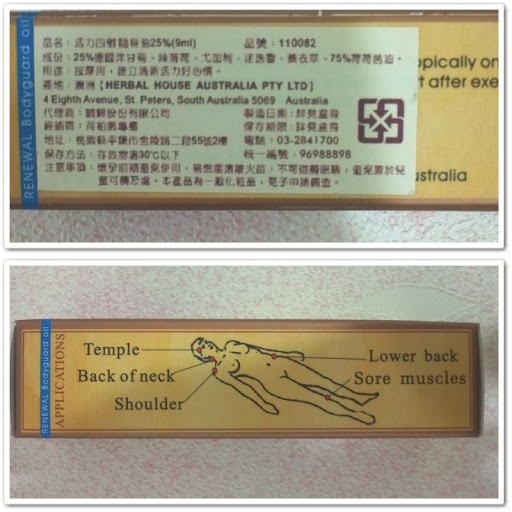 RENEWAL Bodyguard oil
品名：活力四射隨身油25%(9ml) 品號：110082
成份：25%德國洋甘菊、辣薄荷、尤加利、迷迭香、薰衣草、75%荷荷芭油。
用途：按摩用，建立清新活力好心情。
產地：澳洲【HERBAL HOUSE AUSTRALIA PTY LTD】
4 Eighth Avenue, St. Peters, South Australia 5069 Australia
代理商：股份有限公司 製造日期：詳見盒身
經銷商：荷柏園專櫃 保存期限：詳見盒身
地址：桃園縣平鎮市金陵路二段55號2樓 電話：03-2841700
保存方法：存放室溫30℃以下 統一編號：96988898
注意事項：懷孕前期避免使用，易燃需遠離火苗，不可碰觸眼睛，避免置於兒
童可觸及處。本產品為一般化粧品，免予申請備查。
opically on
t after exe
ustralia
RENEWAL Bodyguard oil
APPLICATIONS
Temple
Back of neck
Shoulder
Lower back
Sore muscles